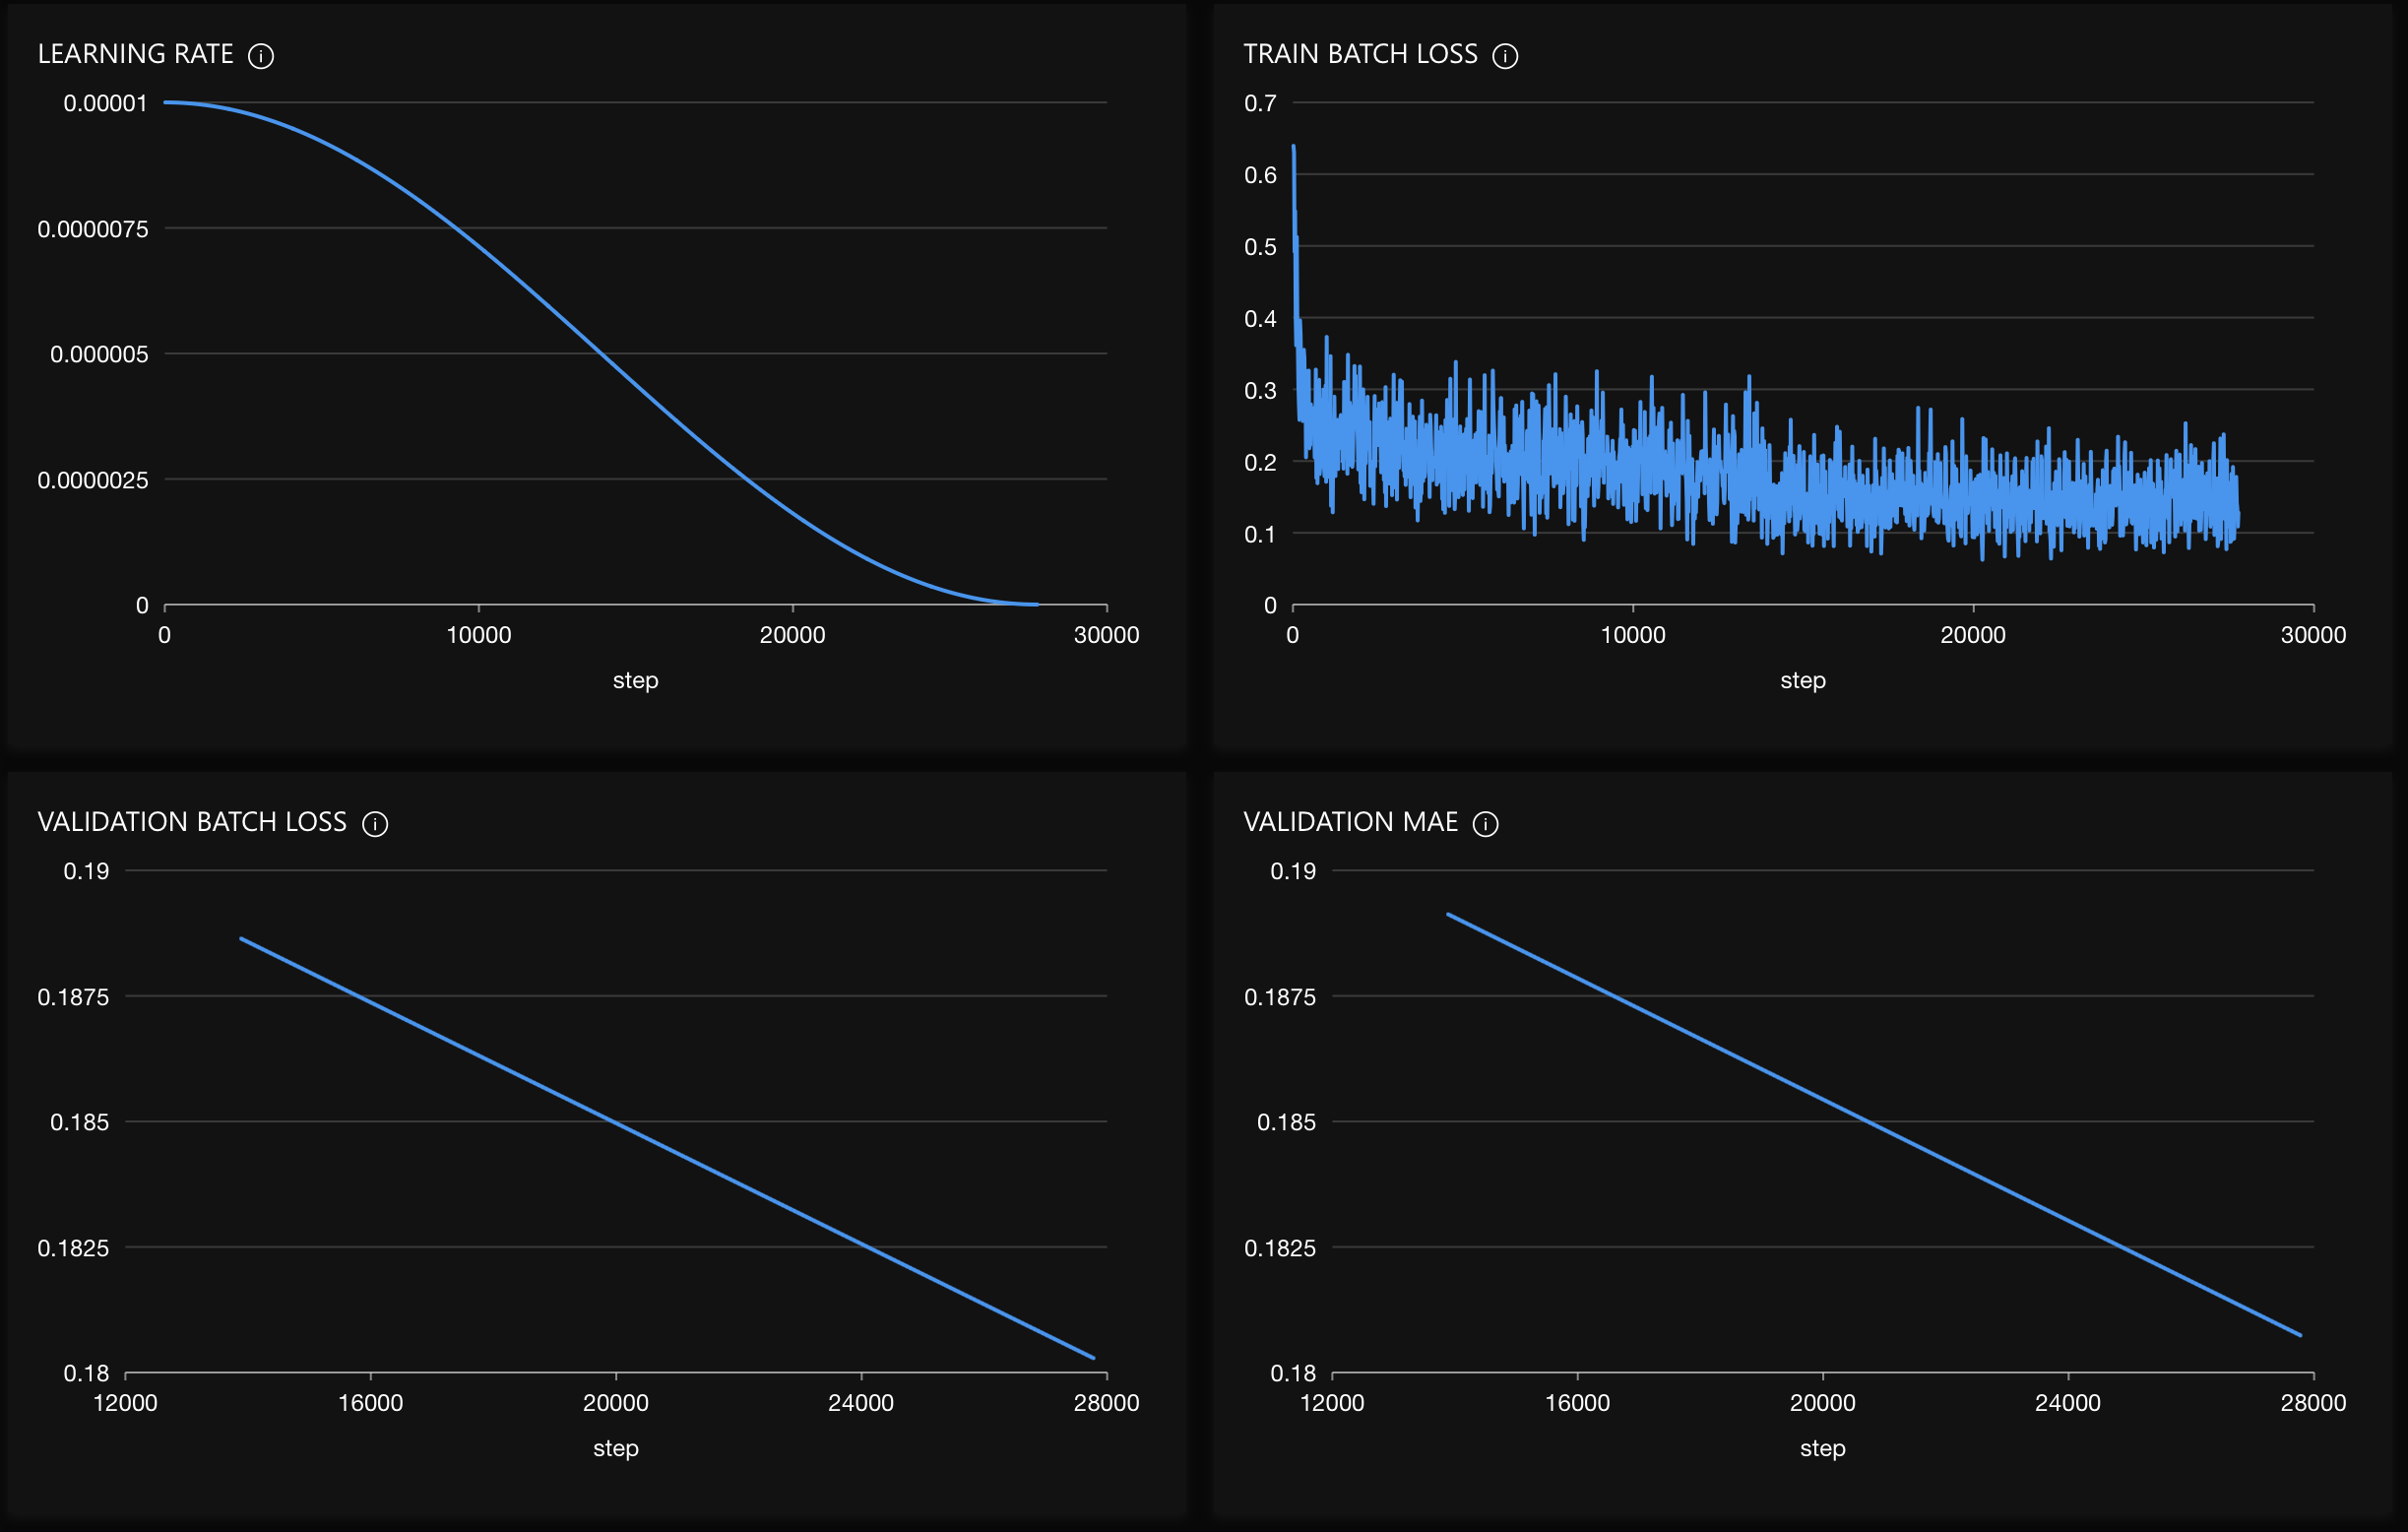 LEARNING RATE
0.00001
0.0000075
0.000005
0.0000025
0
0 10000 20000 30000
step
TRAIN BATCH LOSS
0.7
0.6
0.5
0.4
0.3
0.2
0.1
0
0 10000 20000 30000
step
VALIDATION BATCH LOSS
0.19
0.1875
0.185
0.1825
0.18
12000 16000 20000 24000 28000
step
VALIDATION MAE
0.19
0.1875
0.185
0.1825
0.18
12000 16000 20000 24000 28000
step